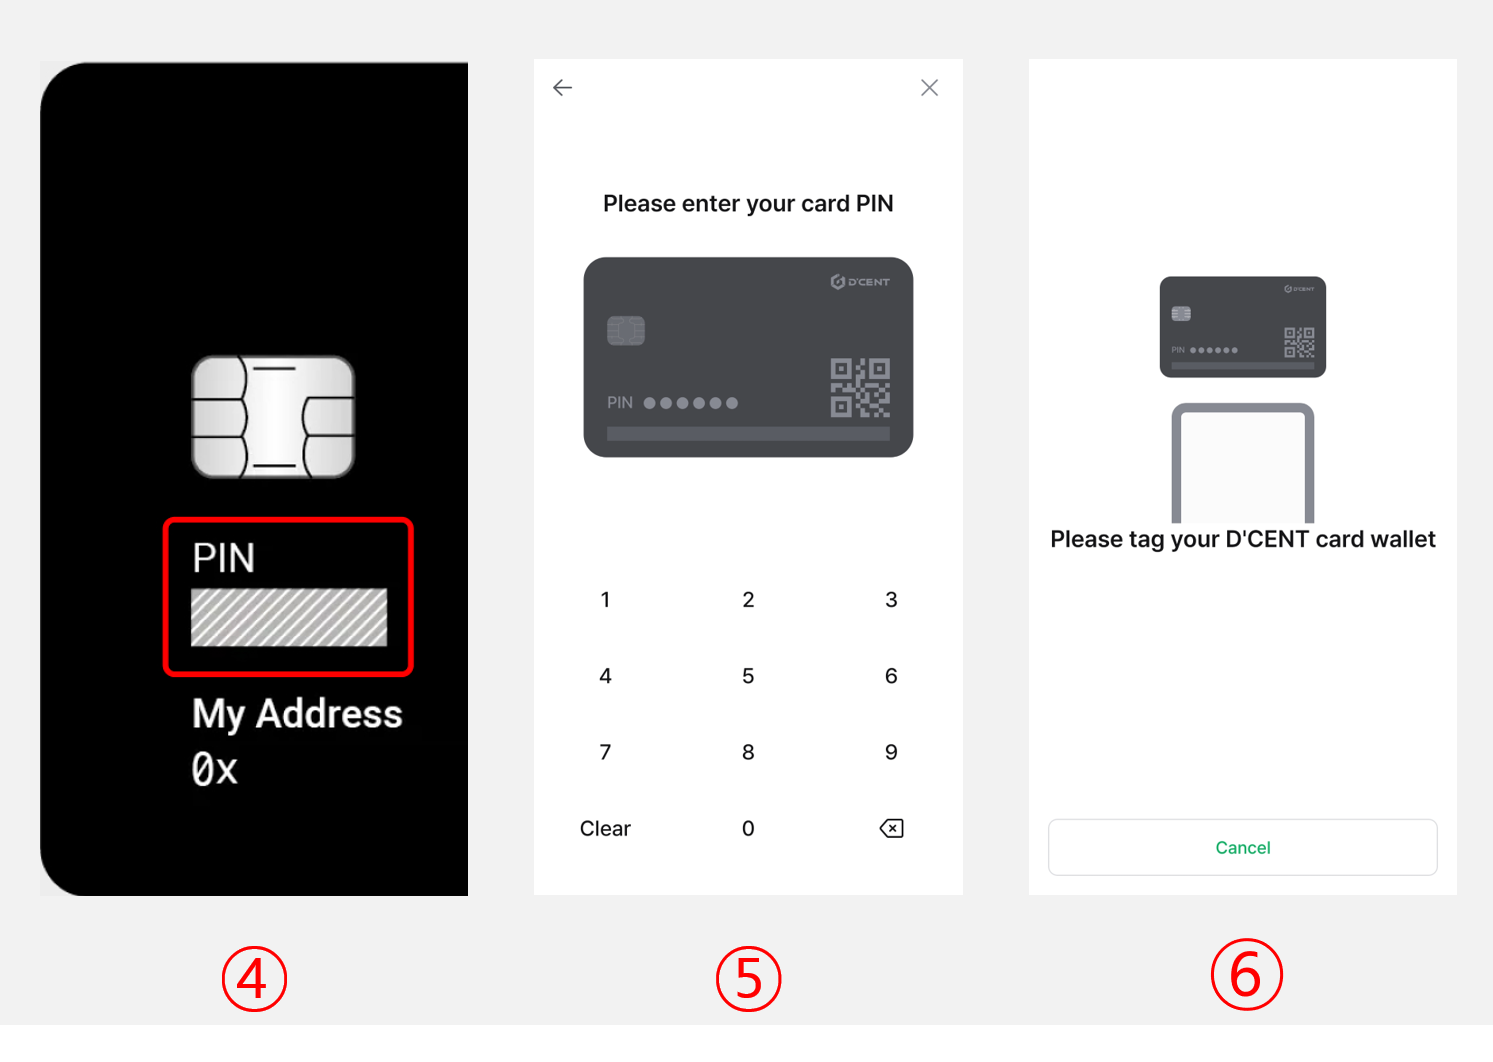 PIN
My Address
0x
④
Please enter your card PIN
D'CENT
PIN ●●●●●●
1 2 3
4 5 6
7 8 9
Clear 0
⑤
D'CENT
PIN ●●●●●●
Please tag your D'CENT card wallet
Cancel
⑥